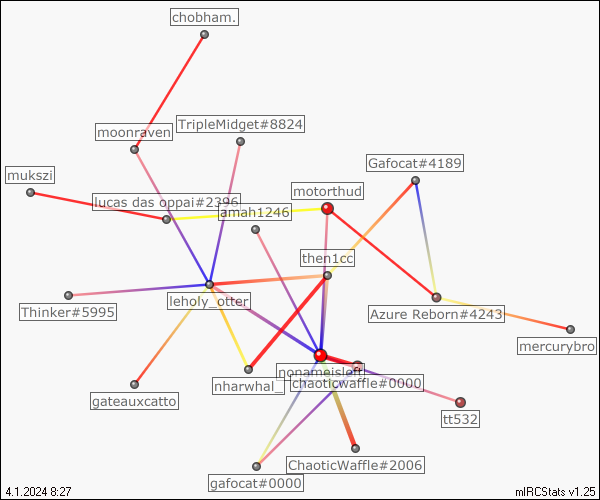 chobham.
TripleMidget#8824
moonraven
Gafocat#4189
mukszi
motorthud
lucas das oppai#2396
amah1246
then1cc
leholy_otter
Thinker#5995
Azure Reborn#4243
mercurybro
nonameisleft
chaoticwaffle#0000
nharwhal_
gateauxcatto
tt532
ChaoticWaffle#2006
gafocat#0000
4.1.2024 8:27
mIRCStats v1.25